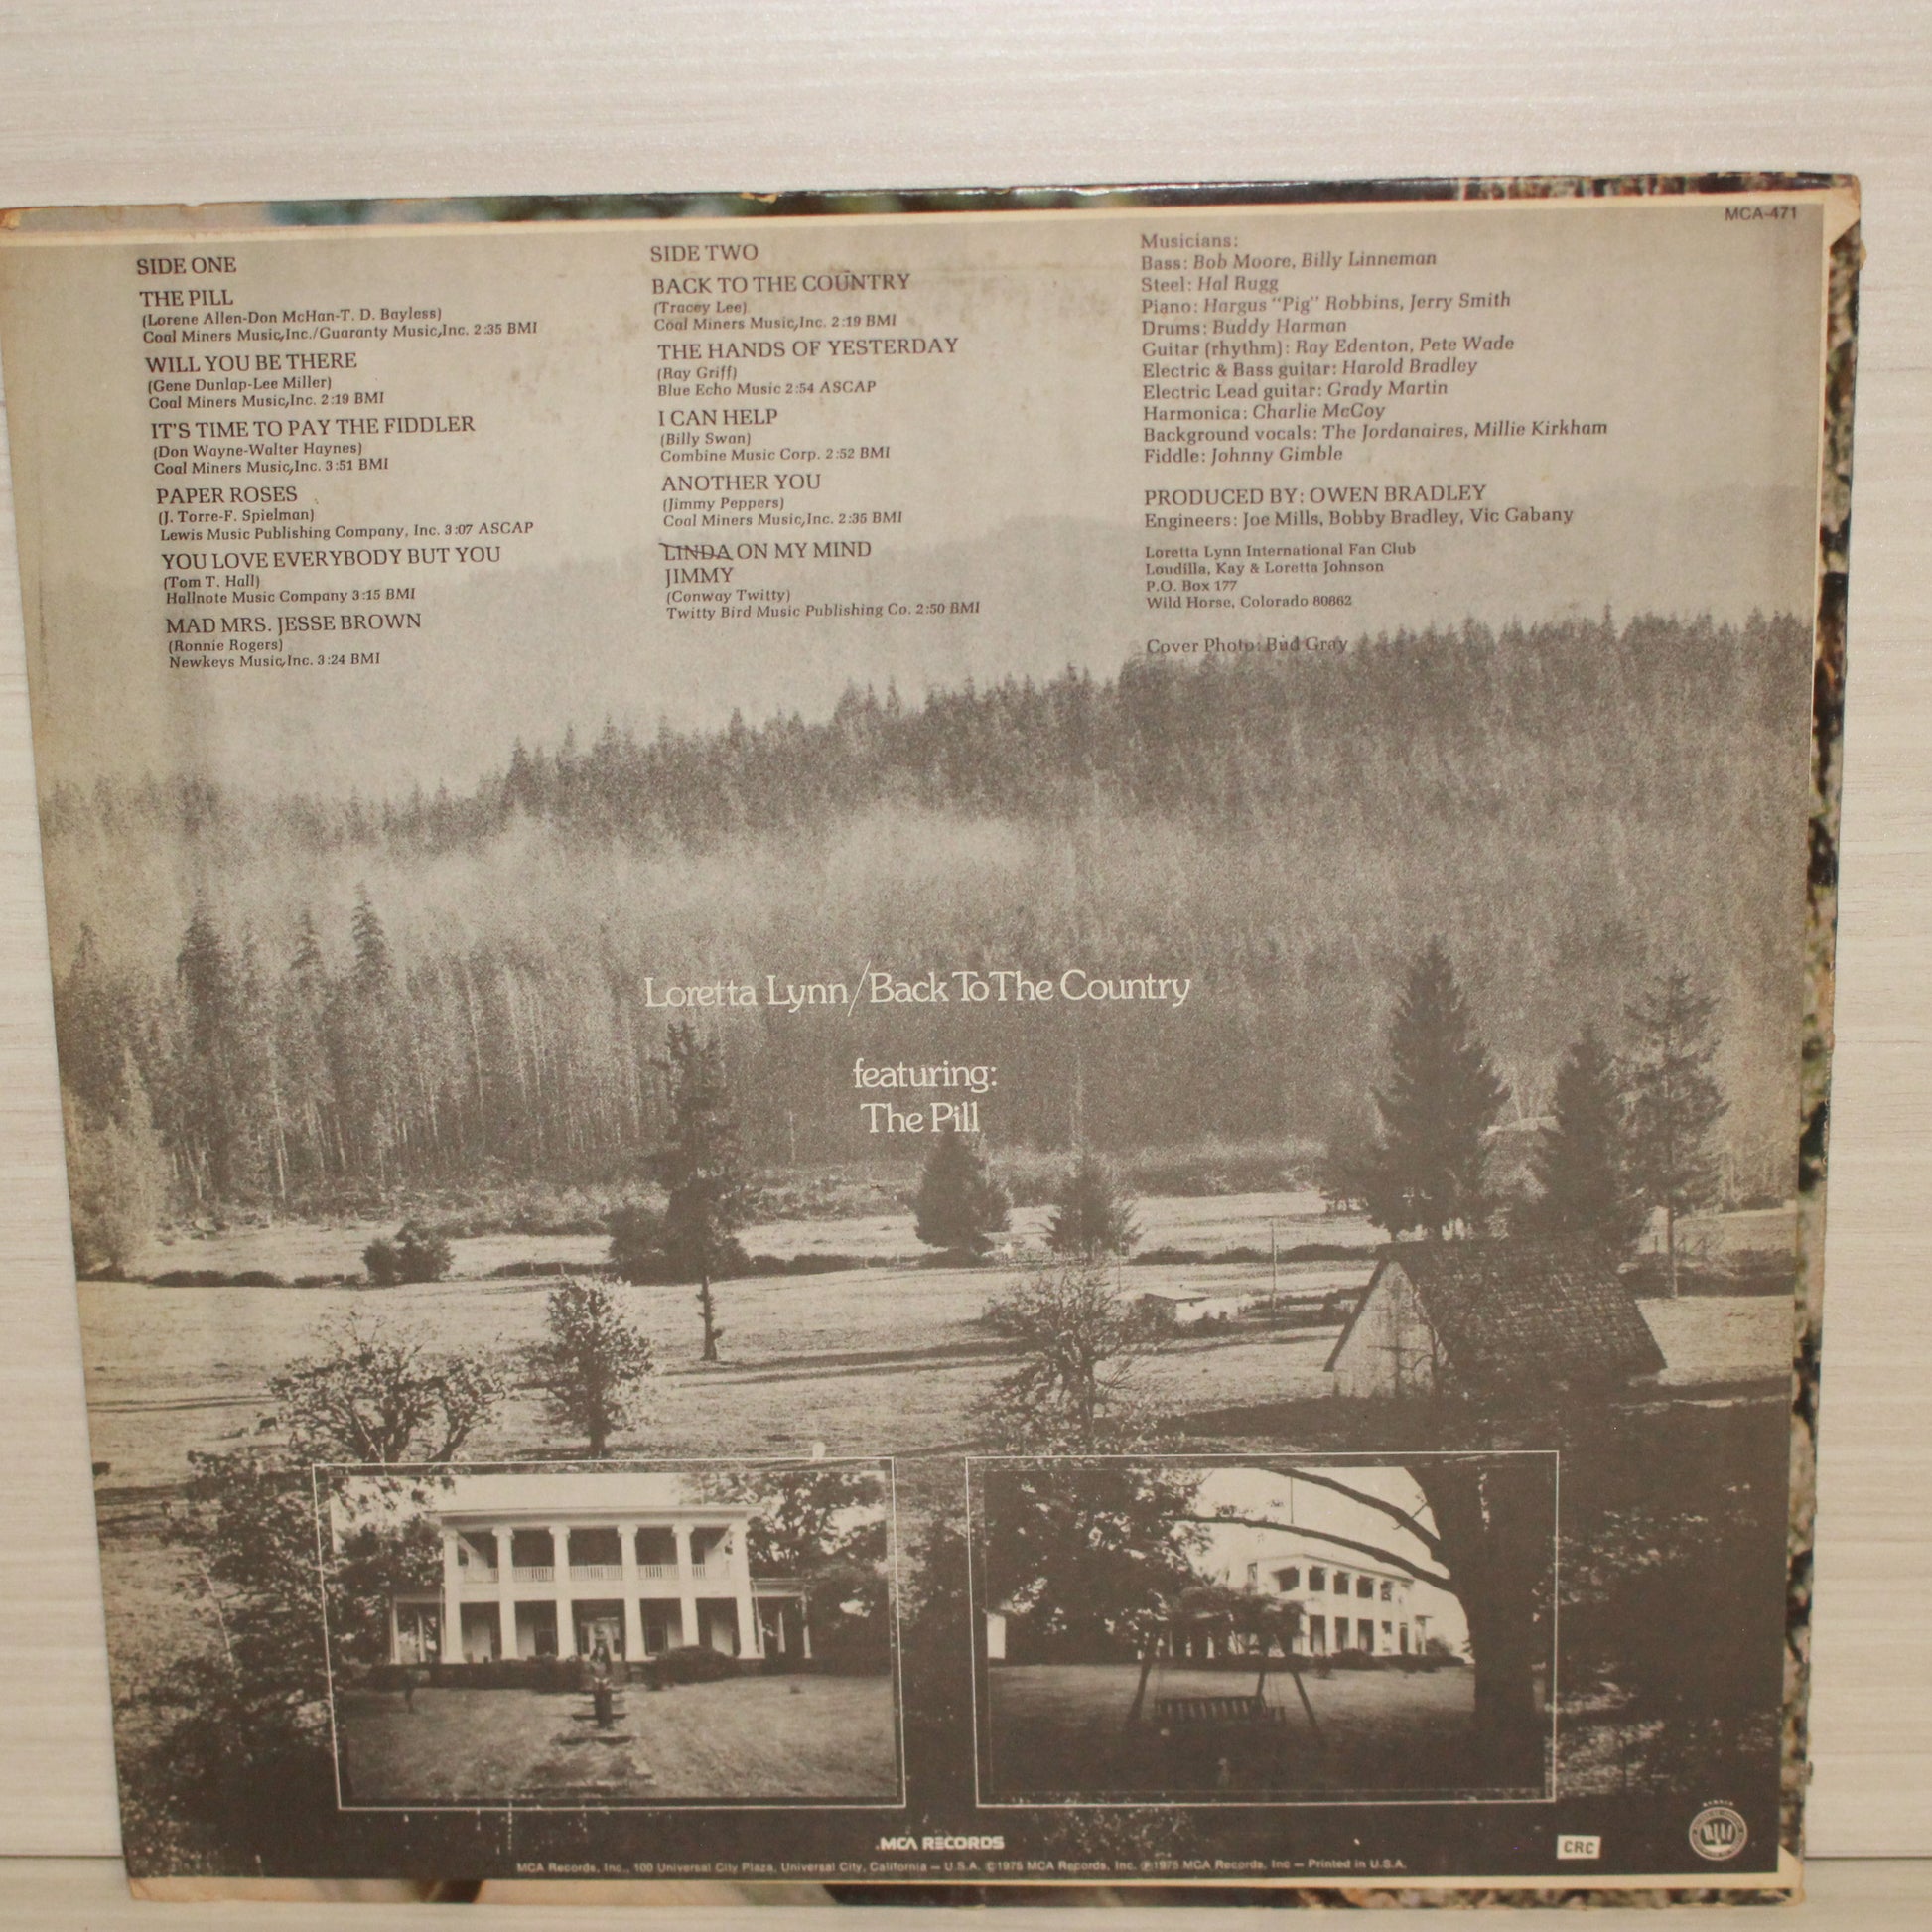 MCA-471
SIDE ONE
THE PILL
(Lorene Allen-Don McHan-T. D. Bayless)
Coal Miners Music,Inc./Guaranty Music,Inc. 2:35 BMI
WILL YOU BE THERE
(Gene Dunlap-Lee Miller)
Coal Miners Music,Inc. 2:19 BMI
IT'S TIME TO PAY THE FIDDLER
(Don Wayne-Walter Haynes)
Coal Miners Music,Inc. 3:51 BMI
PAPER ROSES
(J. Torre-F. Spielman)
Lewis Music Publishing Company, Inc. 3:07 ASCAP
YOU LOVE EVERYBODY BUT YOU
(Tom T. Hall)
Hallnote Music Company 3:15 BMI
MAD MRS. JESSE BROWN
(Ronnie Rogers)
Newkeys Music,Inc. 3:24 BMI
SIDE TWO
BACK TO THE COUNTRY
(Tracey Lee)
Coal Miners Music,Inc. 2:19 BMI
THE HANDS OF YESTERDAY
(Ray Griff)
Blue Echo Music 2:54 ASCAP
I CAN HELP
(Billy Swan)
Combine Music Corp. 2:52 BMI
ANOTHER YOU
(Jimmy Peppers)
Coal Miners Music,Inc. 2:35 BMI
LINDA ON MY MIND
JIMMY
(Conway Twitty)
Twitty Bird Music Publishing Co. 2:50 BMI
Musicians:
Bass: Bob Moore, Billy Linneman
Steel: Hal Rugg
Piano: Hargus "Pig" Robbins, Jerry Smith
Drums: Buddy Harman
Guitar (rhythm): Ray Edenton, Pete Wade
Electric & Bass guitar: Harold Bradley
Electric Lead guitar: Grady Martin
Harmonica: Charlie McCoy
Background vocals: The Jordanaires, Millie Kirkham
Fiddle: Johnny Gimble
PRODUCED BY: OWEN BRADLEY
Engineers: Joe Mills, Bobby Bradley, Vic Gabany
Loretta Lynn International Fan Club
Loudilla, Kay & Loretta Johnson
P.O. Box 177
Wild Horse, Colorado 80862
Cover Photo: Bud Gray
Loretta Lynn/Back To The Country
featuring:
The Pill
MCA RECORDS
CRC
MCA Records, Inc., 100 Universal City Plaza, Universal City, California — U.S.A. ©1975 MCA Records, Inc. ℗1975 MCA Records, Inc — Printed in U.S.A.